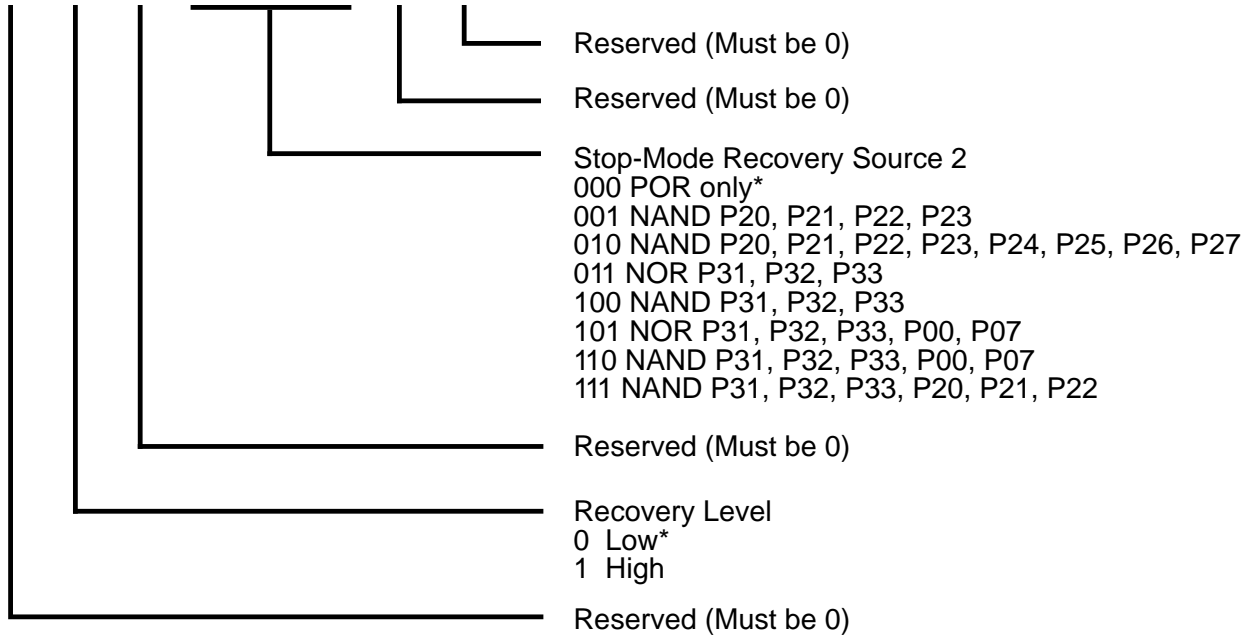 Reserved (Must be 0)
Reserved (Must be 0)
Stop-Mode Recovery Source 2
000 POR only*
001 NAND P20, P21, P22, P23
010 NAND P20, P21, P22, P23, P24, P25, P26, P27
011 NOR P31, P32, P33
100 NAND P31, P32, P33
101 NOR P31, P32, P33, P00, P07
110 NAND P31, P32, P33, P00, P07
111 NAND P31, P32, P33, P20, P21, P22
Reserved (Must be 0)
Recovery Level
0 Low*
1 High
Reserved (Must be 0)